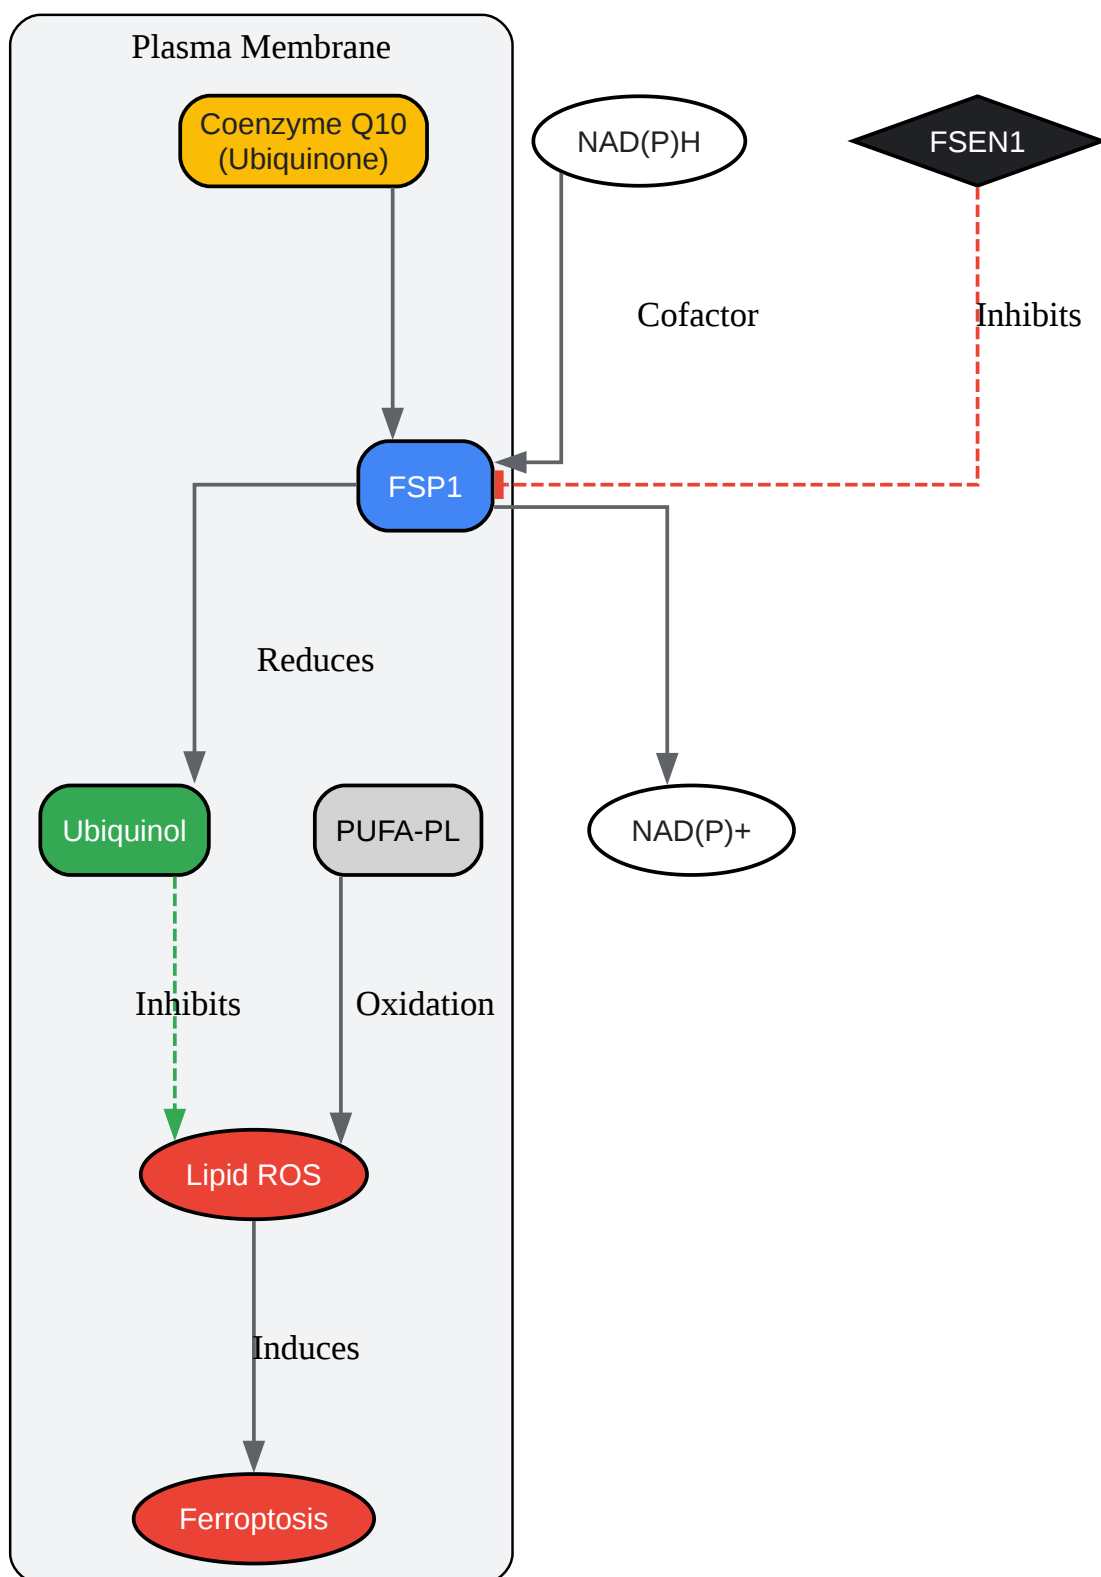 Plasma Membrane
Coenzyme Q10
(Ubiquinone)
NAD(P)H
FSEN1
Cofactor
Inhibits
FSP1
Reduces
Ubiquinol
PUFA-PL
NAD(P)+
Inhibits
Oxidation
Lipid ROS
Induces
Ferroptosis